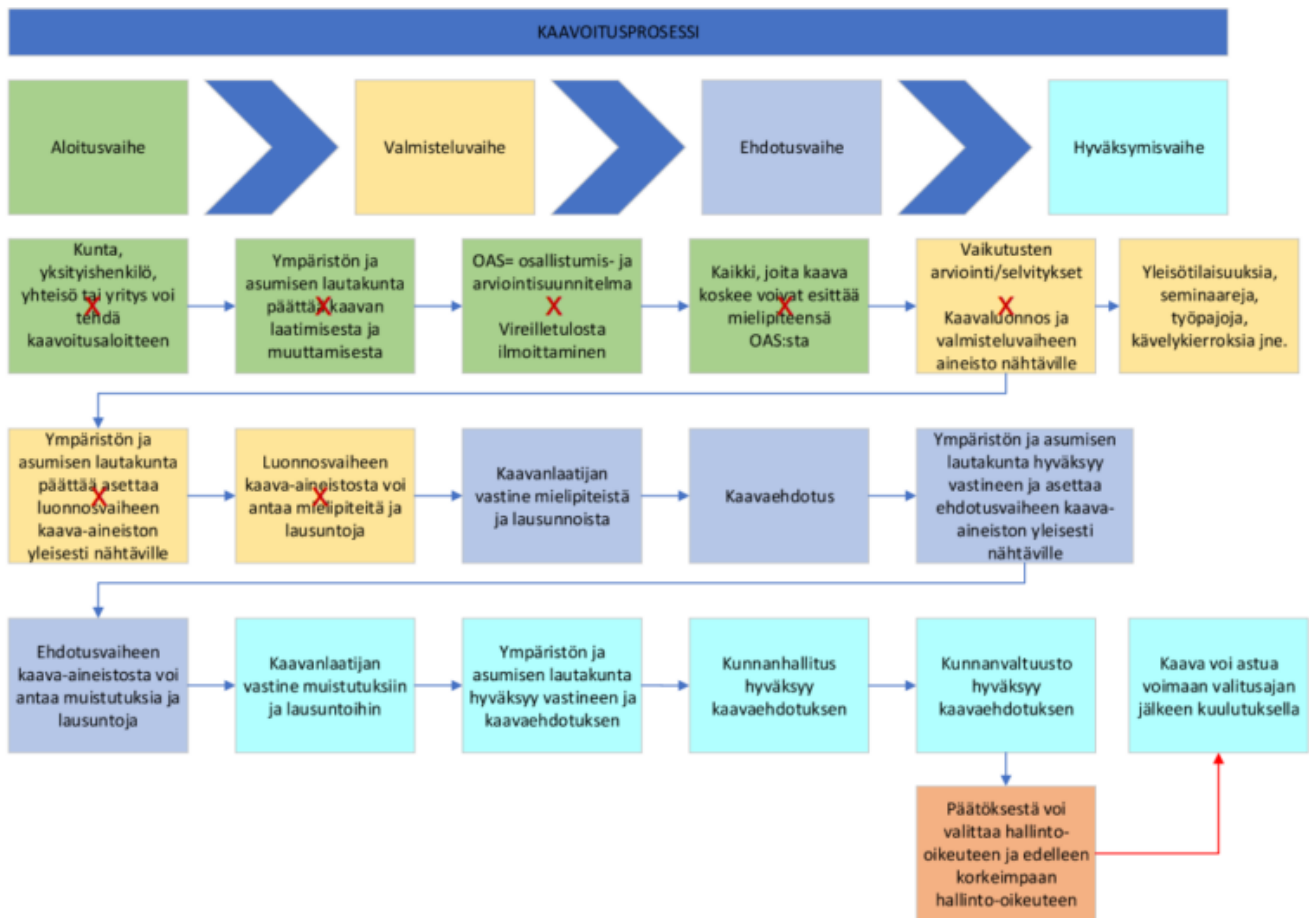 KAAVOITUSPROSESSI
Aloitusvaihe
Valmisteluvaihe
Ehdotusvaihe
Hyväksymisvaihe
Kunta,
yksityishenkilö,
yhteisö tai yritys voi
tehdä
kaavoitusaloitteen
X
Ympäristön ja
asumisen lautakunta
päättää kaavan
laatimisesta ja
muuttamisesta
X
OAS= osallistumis- ja
arviointisuunnitelma
Vireilletulosta
ilmoittaminen
X
Kaikki, joita kaava
koskee voivat esittää
mielipiteensä
OAS:sta
X
Vaikutusten
arviointi/selvitykset
Kaavaluonnos ja
valmisteluvaiheen
aineisto nähtäville
X
Yleisötilaisuuksia,
seminaareja,
työpajoja,
kävelykierroksia jne.
Ympäristön ja
asumisen lautakunta
päättää asettaa
luonnosvaiheen
kaava-aineiston
yleisesti nähtäville
X
Luonnosvaiheen
kaava-aineistosta voi
antaa mielipiteitä ja
lausuntoja
X
Kaavanlaatijan
vastine mielipiteistä
ja lausunnoista
Kaavaehdotus
Ympäristön ja asumisen
lautakunta hyväksyy
vastineen ja asettaa
ehdotusvaiheen kaava-
aineiston yleisesti
nähtäville
Ehdotusvaiheen
kaava-aineistosta voi
antaa muistutuksia ja
lausuntoja
Kaavanlaatijan
vastine muistutuksiin
ja lausuntoihin
Ympäristön ja
asumisen lautakunta
hyväksyy vastineen ja
kaavaehdotuksen
Kunnanhallitus
hyväksyy
kaavaehdotuksen
Kunnanvaltuusto
hyväksyy
kaavaehdotuksen
Kaava voi astua
voimaan valitusajan
jälkeen kuulutuksella
Päätöksestä voi
valittaa hallinto-
oikeuteen ja edelleen
korkeimpaan
hallinto-oikeuteen